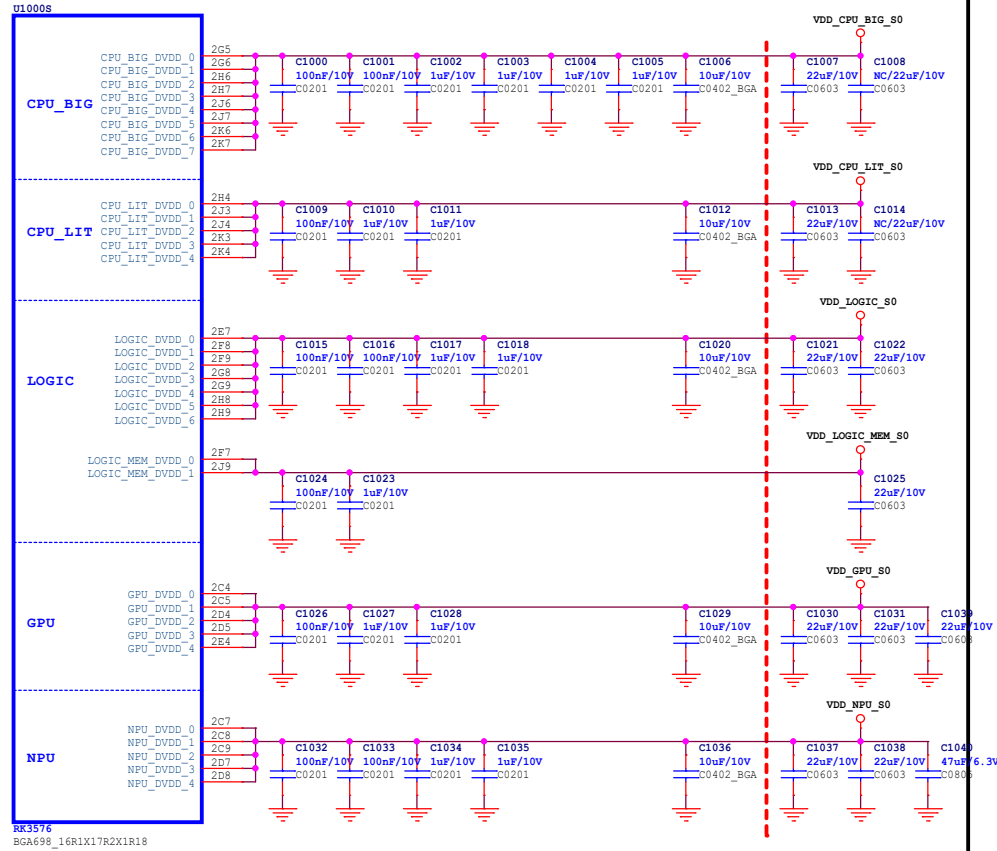 U1000S
VDD_CPU_BIG_S0
CPU_BIG
CPU_BIG_DVDD_0 2G5
CPU_BIG_DVDD_1 2G6
CPU_BIG_DVDD_2 2H6
CPU_BIG_DVDD_3 2H7
CPU_BIG_DVDD_4 2J6
CPU_BIG_DVDD_5 2J7
CPU_BIG_DVDD_6 2K6
CPU_BIG_DVDD_7 2K7
C1000 C1001 C1002 C1003 C1004 C1005 C1006 C1007 C1008
100nF/10V 100nF/10V 1uF/10V 1uF/10V 1uF/10V 1uF/10V 10uF/10V 22uF/10V NC/22uF/10V
C0201 C0201 C0201 C0201 C0201 C0201 C0402_BGA C0603 C0603
VDD_CPU_LIT_S0
CPU_LIT
CPU_LIT_DVDD_0 2H4
CPU_LIT_DVDD_1 2J3
CPU_LIT_DVDD_2 2J4
CPU_LIT_DVDD_3 2K3
CPU_LIT_DVDD_4 2K4
C1009 C1010 C1011 C1012 C1013 C1014
100nF/10V 1uF/10V 1uF/10V 10uF/10V 22uF/10V NC/22uF/10V
C0201 C0201 C0201 C0402_BGA C0603 C0603
VDD_LOGIC_S0
LOGIC
LOGIC_DVDD_0 2E7
LOGIC_DVDD_1 2F8
LOGIC_DVDD_2 2F9
LOGIC_DVDD_3 2G8
LOGIC_DVDD_4 2G9
LOGIC_DVDD_5 2H8
LOGIC_DVDD_6 2H9
C1015 C1016 C1017 C1018 C1020 C1021 C1022
100nF/10V 100nF/10V 1uF/10V 1uF/10V 10uF/10V 22uF/10V 22uF/10V
C0201 C0201 C0201 C0201 C0402_BGA C0603 C0603
VDD_LOGIC_MEM_S0
LOGIC_MEM_DVDD_0 2F7
LOGIC_MEM_DVDD_1 2J9
C1024 C1023 C1025
100nF/10V 1uF/10V 22uF/10V
C0201 C0201 C0603
VDD_GPU_S0
GPU
GPU_DVDD_0 2C4
GPU_DVDD_1 2C5
GPU_DVDD_2 2D4
GPU_DVDD_3 2D5
GPU_DVDD_4 2E4
C1026 C1027 C1028 C1029 C1030 C1031 C1039
100nF/10V 1uF/10V 1uF/10V 10uF/10V 22uF/10V 22uF/10V 22uF/10V
C0201 C0201 C0201 C0402_BGA C0603 C0603 C0603
VDD_NPU_S0
NPU
NPU_DVDD_0 2C7
NPU_DVDD_1 2C8
NPU_DVDD_2 2C9
NPU_DVDD_3 2D7
NPU_DVDD_4 2D8
C1032 C1033 C1034 C1035 C1036 C1037 C1038 C1040
100nF/10V 100nF/10V 1uF/10V 1uF/10V 10uF/10V 22uF/10V 22uF/10V 47uF/6.3V
C0201 C0201 C0201 C0201 C0402_BGA C0603 C0603 C0805
RK3576
BGA698_16R1X17R2X1R18